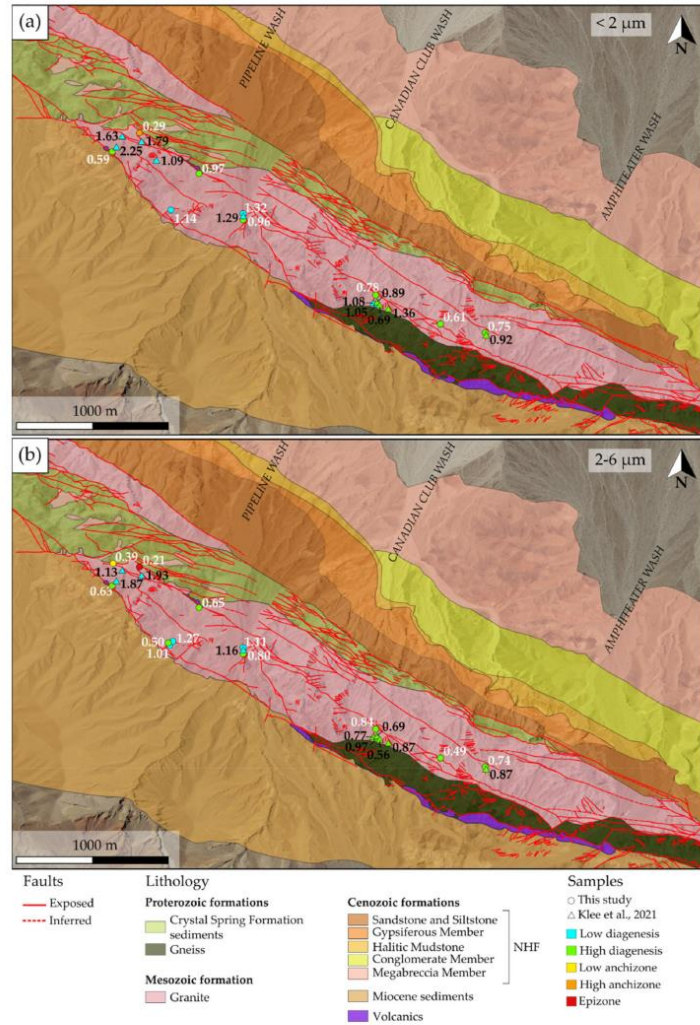 (a)
< 2 µm
PIPELINE WASH
CANADIAN CLUB WASH
AMPHITEATER WASH
0.29
1.63
1.79
0.59
2.25
1.09
0.97
1.14
1.32
1.29
0.96
0.78
0.89
1.08
1.05
1.36
0.69
0.61
0.75
0.92
1000 m
N
(b)
2-6 µm
PIPELINE WASH
CANADIAN CLUB WASH
AMPHITEATER WASH
0.39
0.21
1.13
1.93
0.63
1.87
0.65
0.50
1.27
1.01
1.11
1.16
0.80
0.84
0.69
0.77
0.97
0.87
0.56
0.49
0.74
0.87
1000 m
N
Faults
Exposed
Inferred
Lithology
Proterozoic formations
Crystal Spring Formation
sediments
Gneiss
Mesozoic formation
Granite
Cenozoic formations
Sandstone and Siltstone
Gypsiferous Member
Halitic Mudstone
Conglomerate Member
Megabreccia Member
NHF
Miocene sediments
Volcanics
Samples
This study
Klee et al., 2021
Low diagenesis
High diagenesis
Low anchizone
High anchizone
Epizone